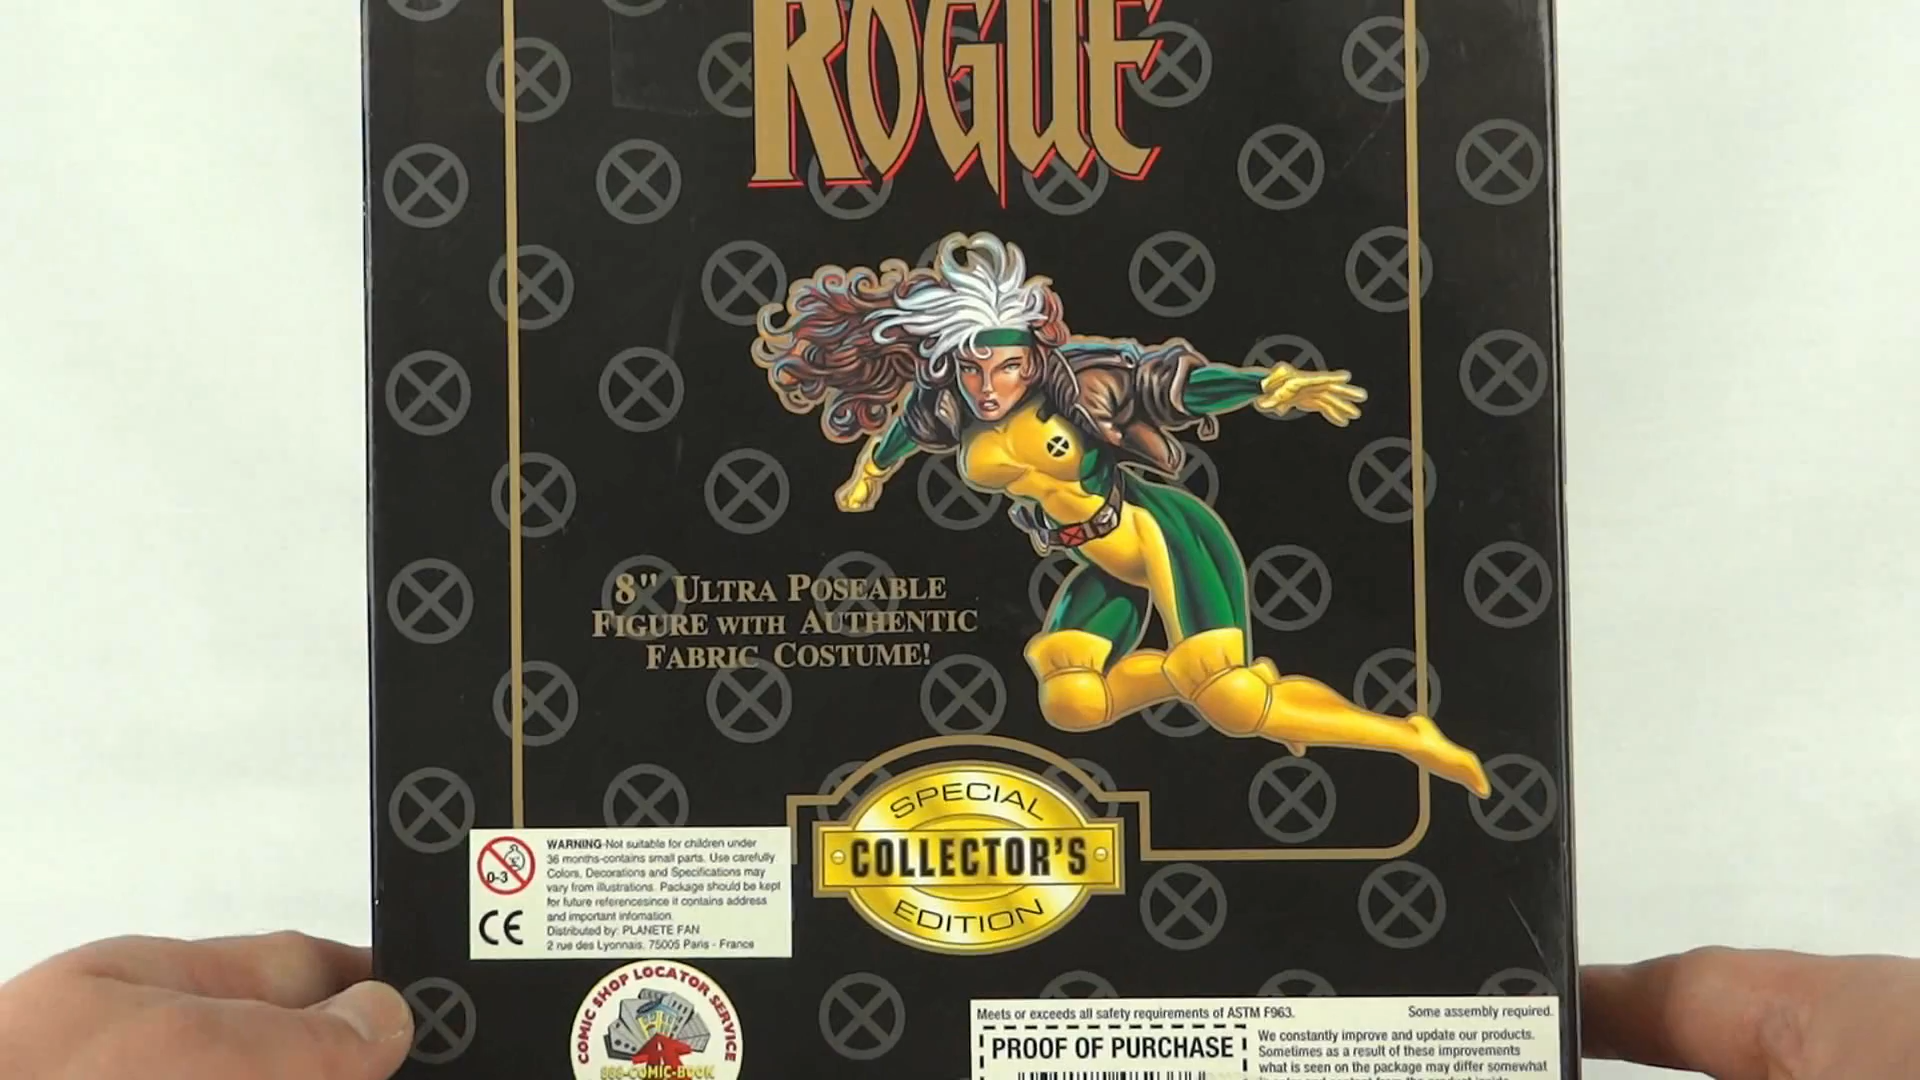 ROGUE
8" ULTRA POSEABLE
FIGURE WITH AUTHENTIC
FABRIC COSTUME!
SPECIAL
COLLECTOR'S
EDITION
0-3
CE
WARNING-Not suitable for children under
36 months-contains small parts. Use carefully
Colors, Decorations and Specifications may
vary from illustrations. Package should be kept
for future referencesince it contains address
and important infomation
Distributed by: PLANETE FAN
2 rue des Lyonnais, 75005 Paris - France
COMIC SHOP LOCATOR SERVICE
888-COMIC-BOOK
Meets or exceeds all safety requirements of ASTM F963.
Some assembly required.
PROOF OF PURCHASE
We constantly improve and update our products.
Sometimes as a result of these improvements
what is seen on the package may differ somewhat